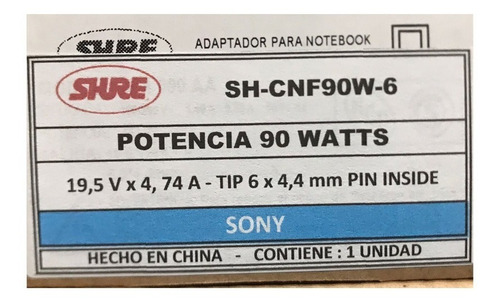 SHURE ADAPTADOR PARA NOTEBOOK
SHURE SH-CNF90W-6
POTENCIA 90 WATTS
19,5 V x 4, 74 A - TIP 6 x 4,4 mm PIN INSIDE
SONY
HECHO EN CHINA - CONTIENE : 1 UNIDAD